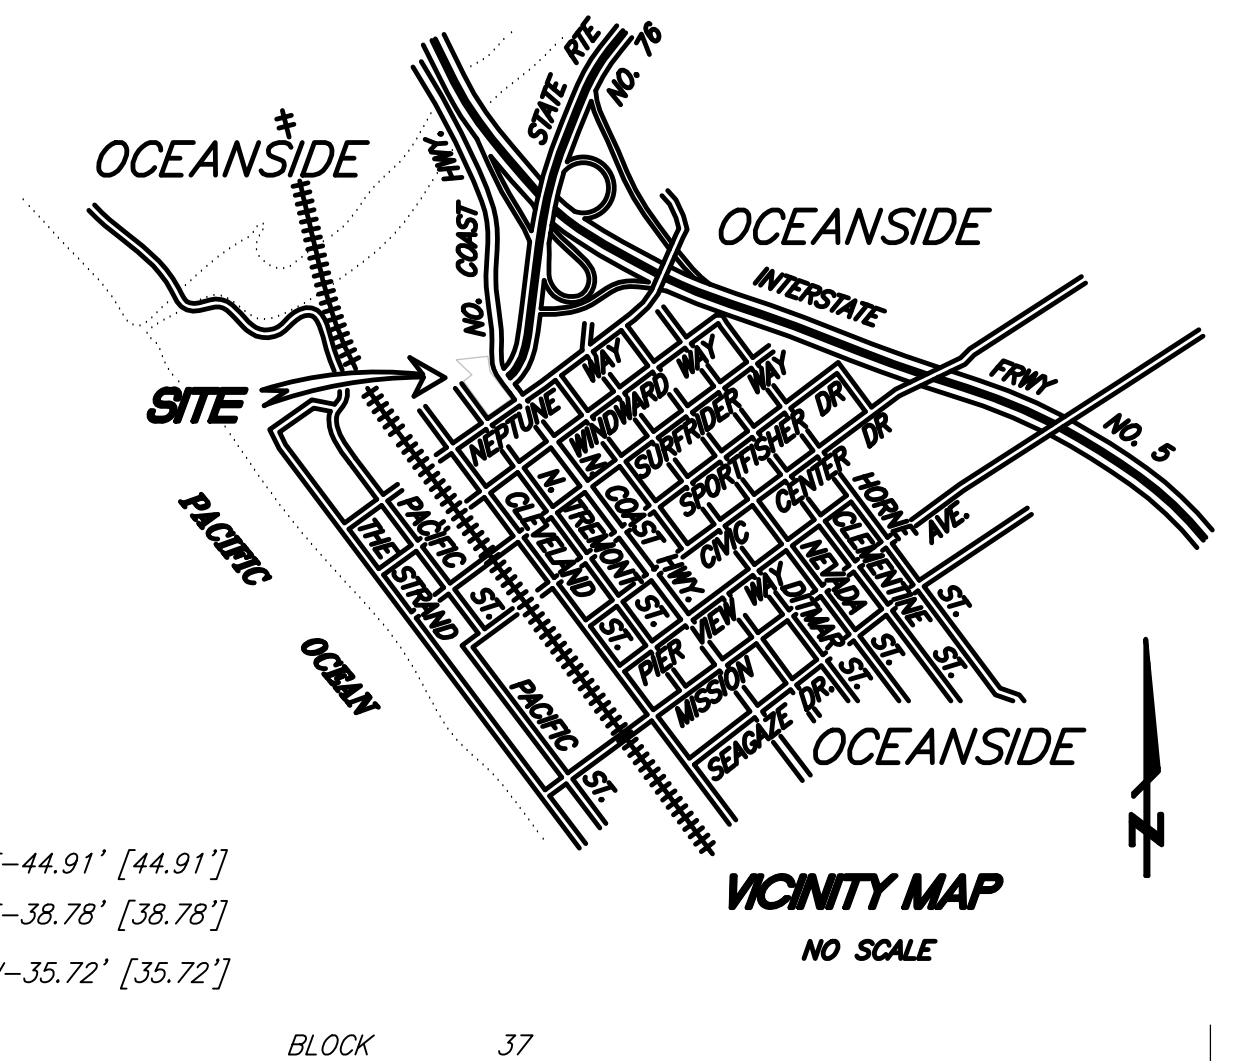 OCEANSIDE
STATE RTE
NO. 76
NO. COAST HWY.
OCEANSIDE
INTERSTATE FRWY NO. 5
SITE
NEPTUNE WAY
WINDWARD WAY
SURFRIDER WAY
SPORTFISHER DR
CIVIC CENTER DR
PACIFIC OCEAN
THE STRAND
PACIFIC ST.
CLEVELAND ST.
N. TREMONT ST.
N. COAST HWY.
DITMAR ST.
NEVADA ST.
CLEMENTINE ST.
HORNE ST.
PIER VIEW WAY
MISSION AVE.
SEAGAZE DR.
PACIFIC ST.
OCEANSIDE
VICINITY MAP
NO SCALE
N
-44.91' [44.91']
-38.78' [38.78']
-35.72' [35.72']
BLOCK 37